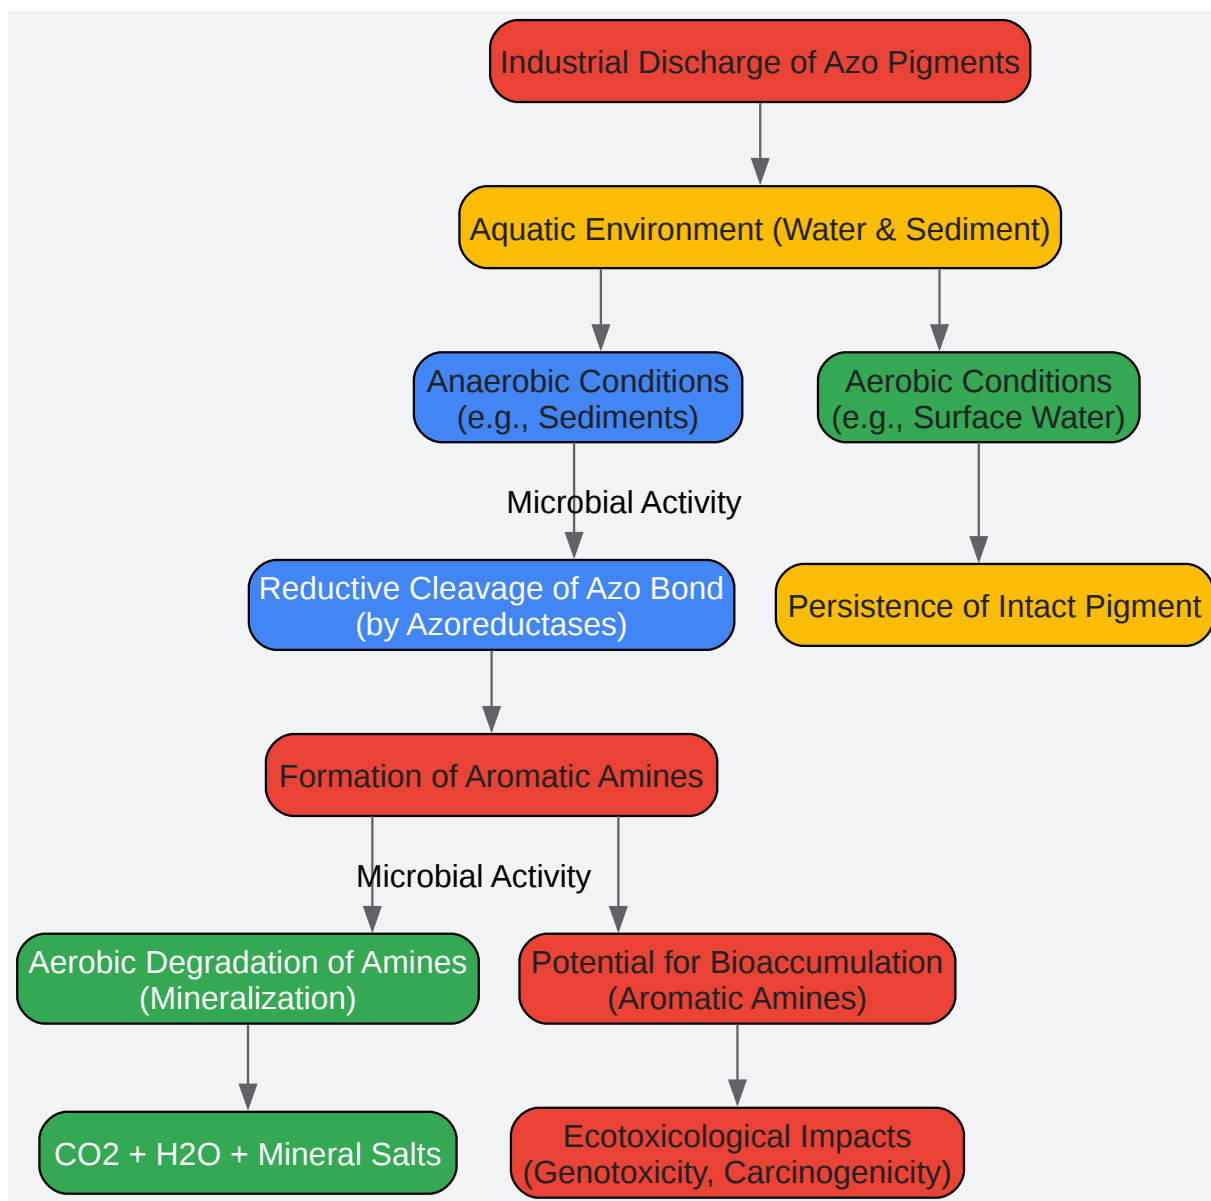 Industrial Discharge of Azo Pigments
Aquatic Environment (Water & Sediment)
Anaerobic Conditions
(e.g., Sediments)
Aerobic Conditions
(e.g., Surface Water)
Microbial Activity
Reductive Cleavage of Azo Bond
(by Azoreductases)
Persistence of Intact Pigment
Formation of Aromatic Amines
Microbial Activity
Aerobic Degradation of Amines
(Mineralization)
Potential for Bioaccumulation
(Aromatic Amines)
CO2 + H2O + Mineral Salts
Ecotoxicological Impacts
(Genotoxicity, Carcinogenicity)